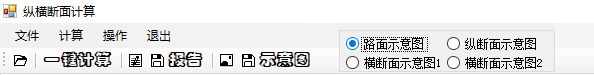 纵横断面计算
文件 计算 操作 退出
一键计算 报告 示意图
路面示意图 纵断面示意图
横断面示意图1 横断面示意图2